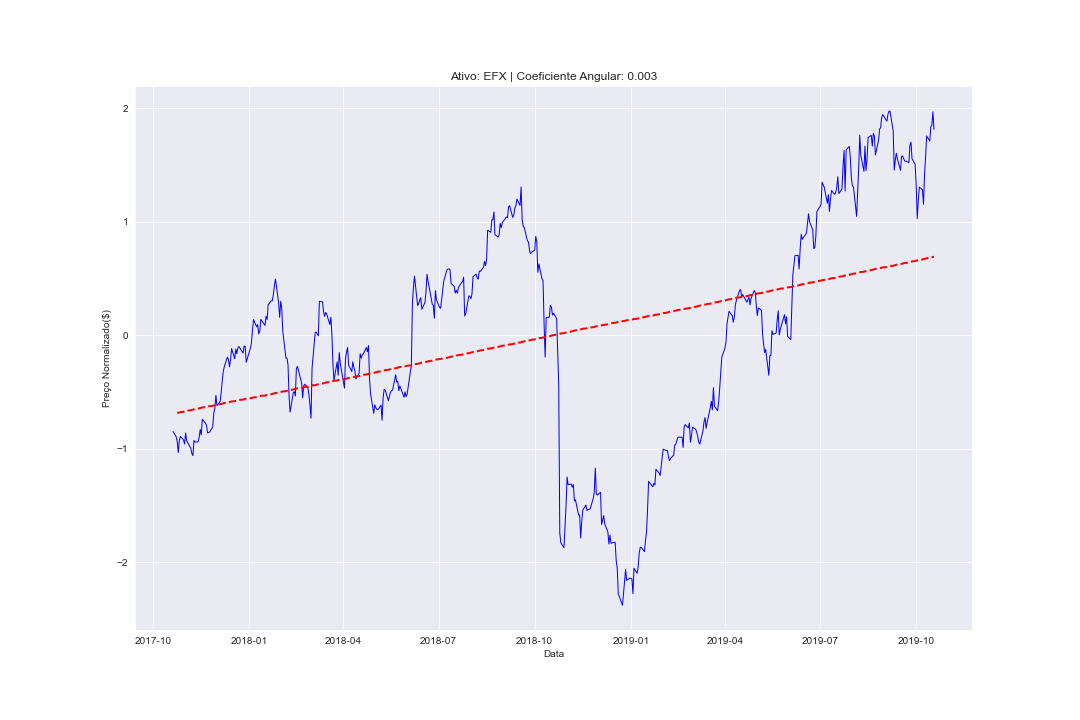 Ativo: EFX | Coeficiente Angular: 0.003
Preço Normalizado($)
2
1
0
−1
−2
2017-10 2018-01 2018-04 2018-07 2018-10 2019-01 2019-04 2019-07 2019-10
Data